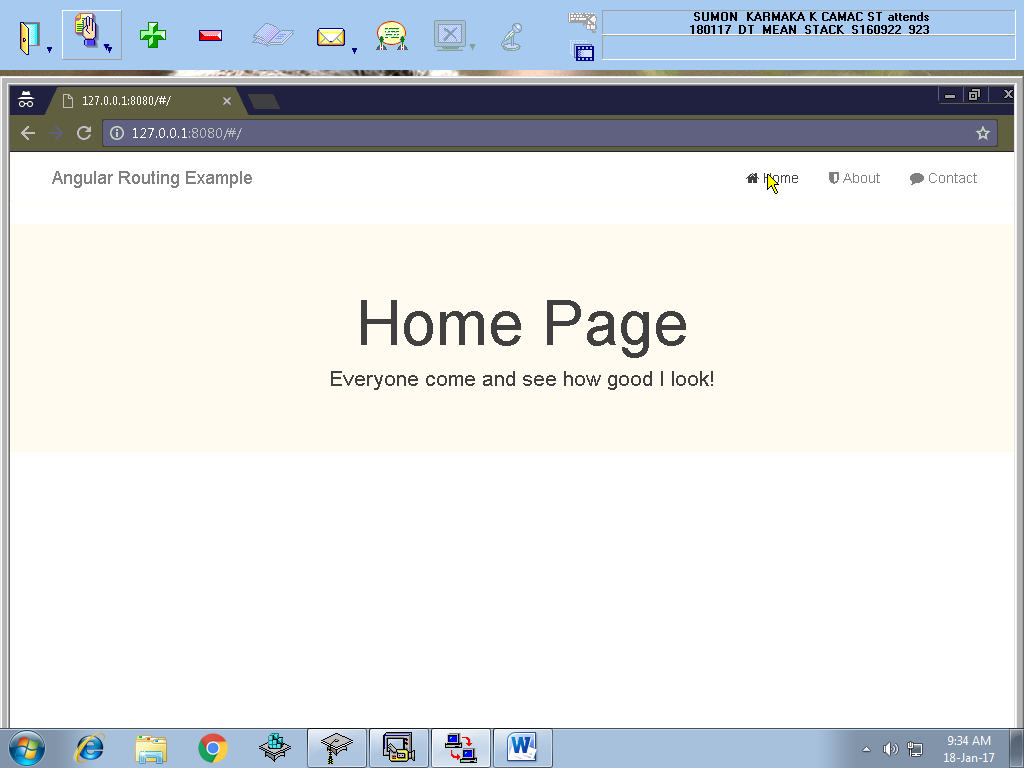 SUMON KARMAKA K CAMAC ST attends
180117 DT MEAN STACK S160922 923
127.0.0.1:8080/#/
127.0.0.1:8080/#/
Angular Routing Example
Home About Contact
Home Page
Everyone come and see how good I look!
9:34 AM
18-Jan-17